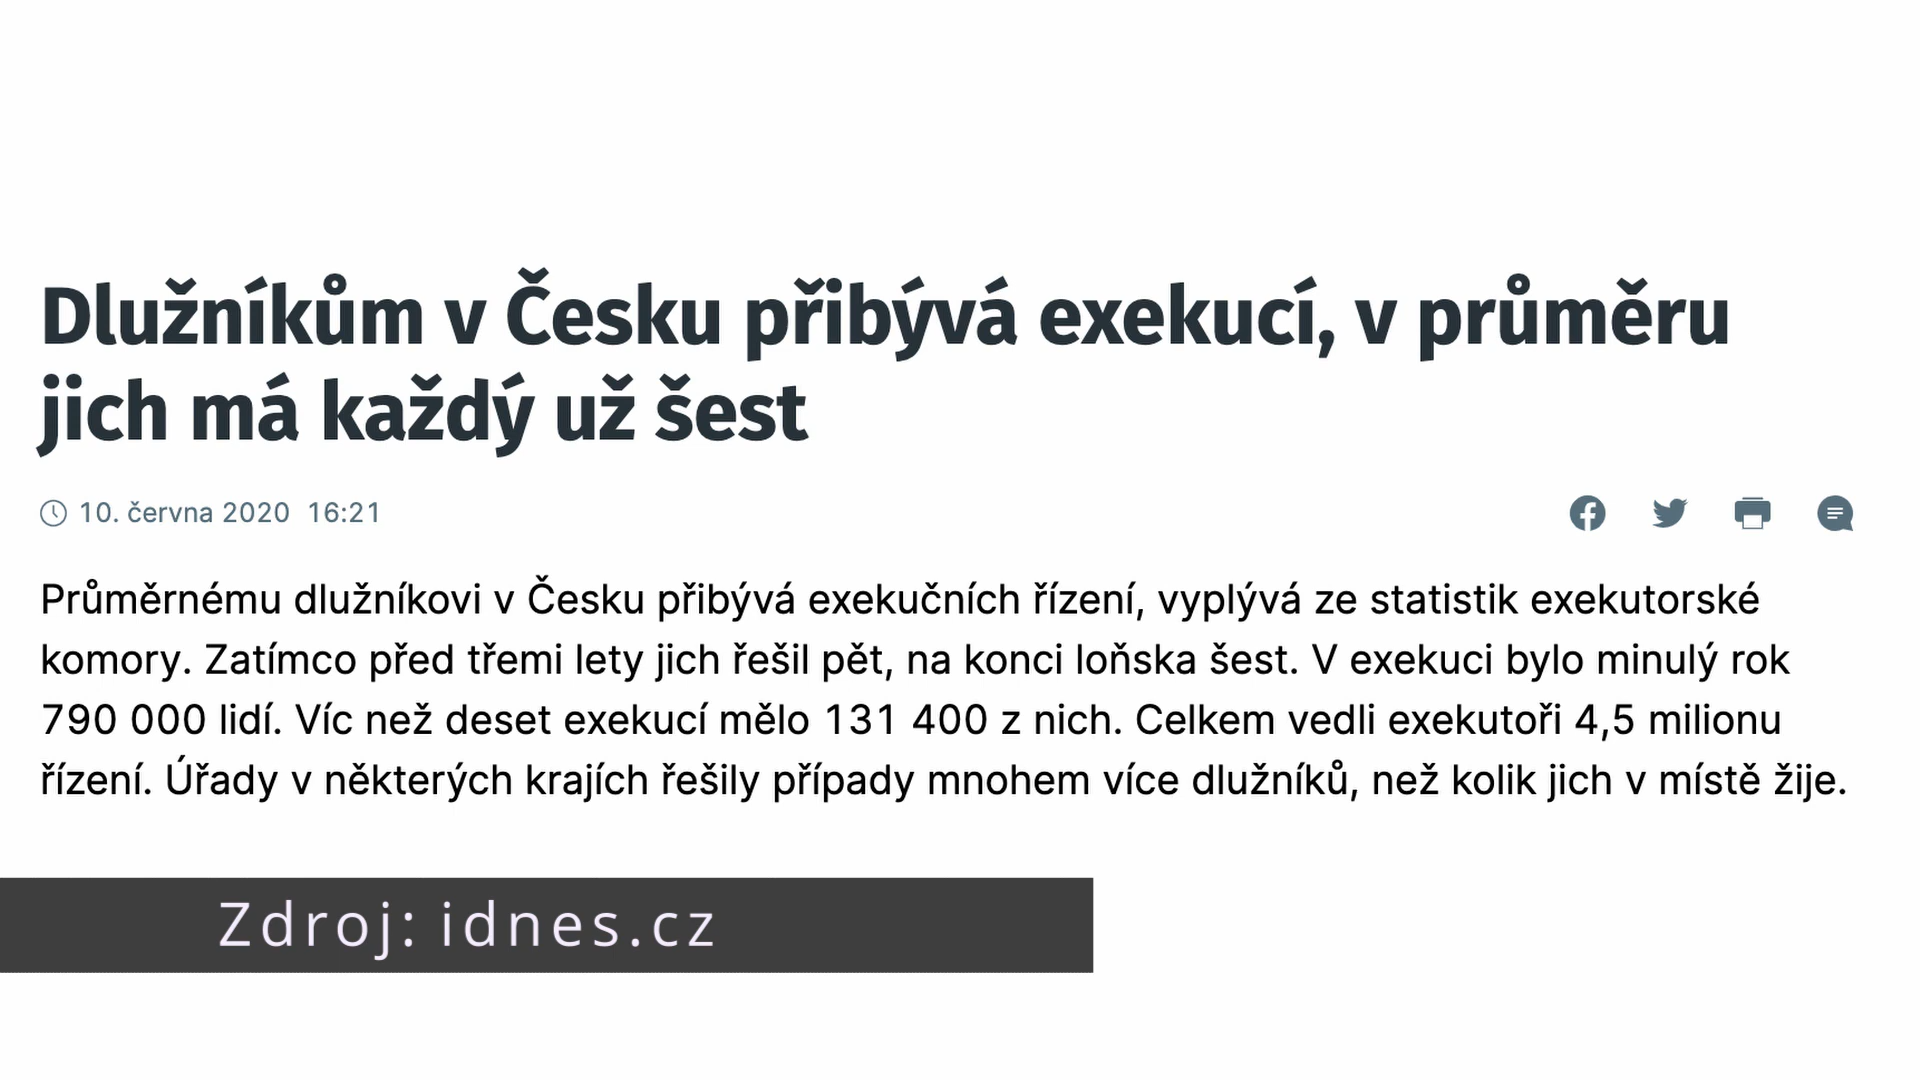 Dlužníkům v Česku přibývá exekucí, v průměru
jich má každý už šest
10. června 2020 16:21
Průměrnému dlužníkovi v Česku přibývá exekučních řízení, vyplývá ze statistik exekutorské
komory. Zatímco před třemi lety jich řešil pět, na konci loňska šest. V exekuci bylo minulý rok
790 000 lidí. Víc než deset exekucí mělo 131 400 z nich. Celkem vedli exekutoři 4,5 milionu
řízení. Úřady v některých krajích řešily případy mnohem více dlužníků, než kolik jich v místě žije.
Zdroj: idnes.cz